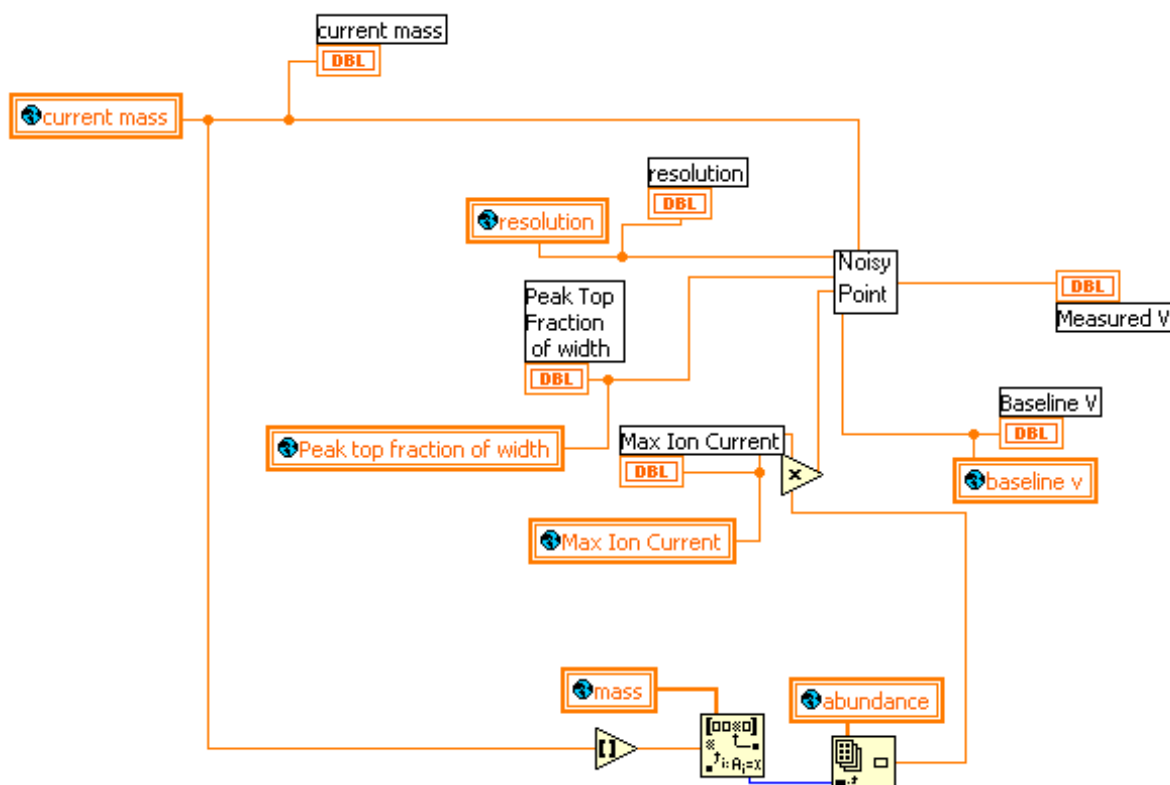 current mass
DBL
current mass
resolution
DBL
resolution
Noisy
Point
DBL
Measured V
Peak Top
Fraction
of width
DBL
Baseline V
DBL
Peak top fraction of width
Max Ion Current
DBL
x
baseline v
Max Ion Current
mass
abundance
[]
i: Ai=X